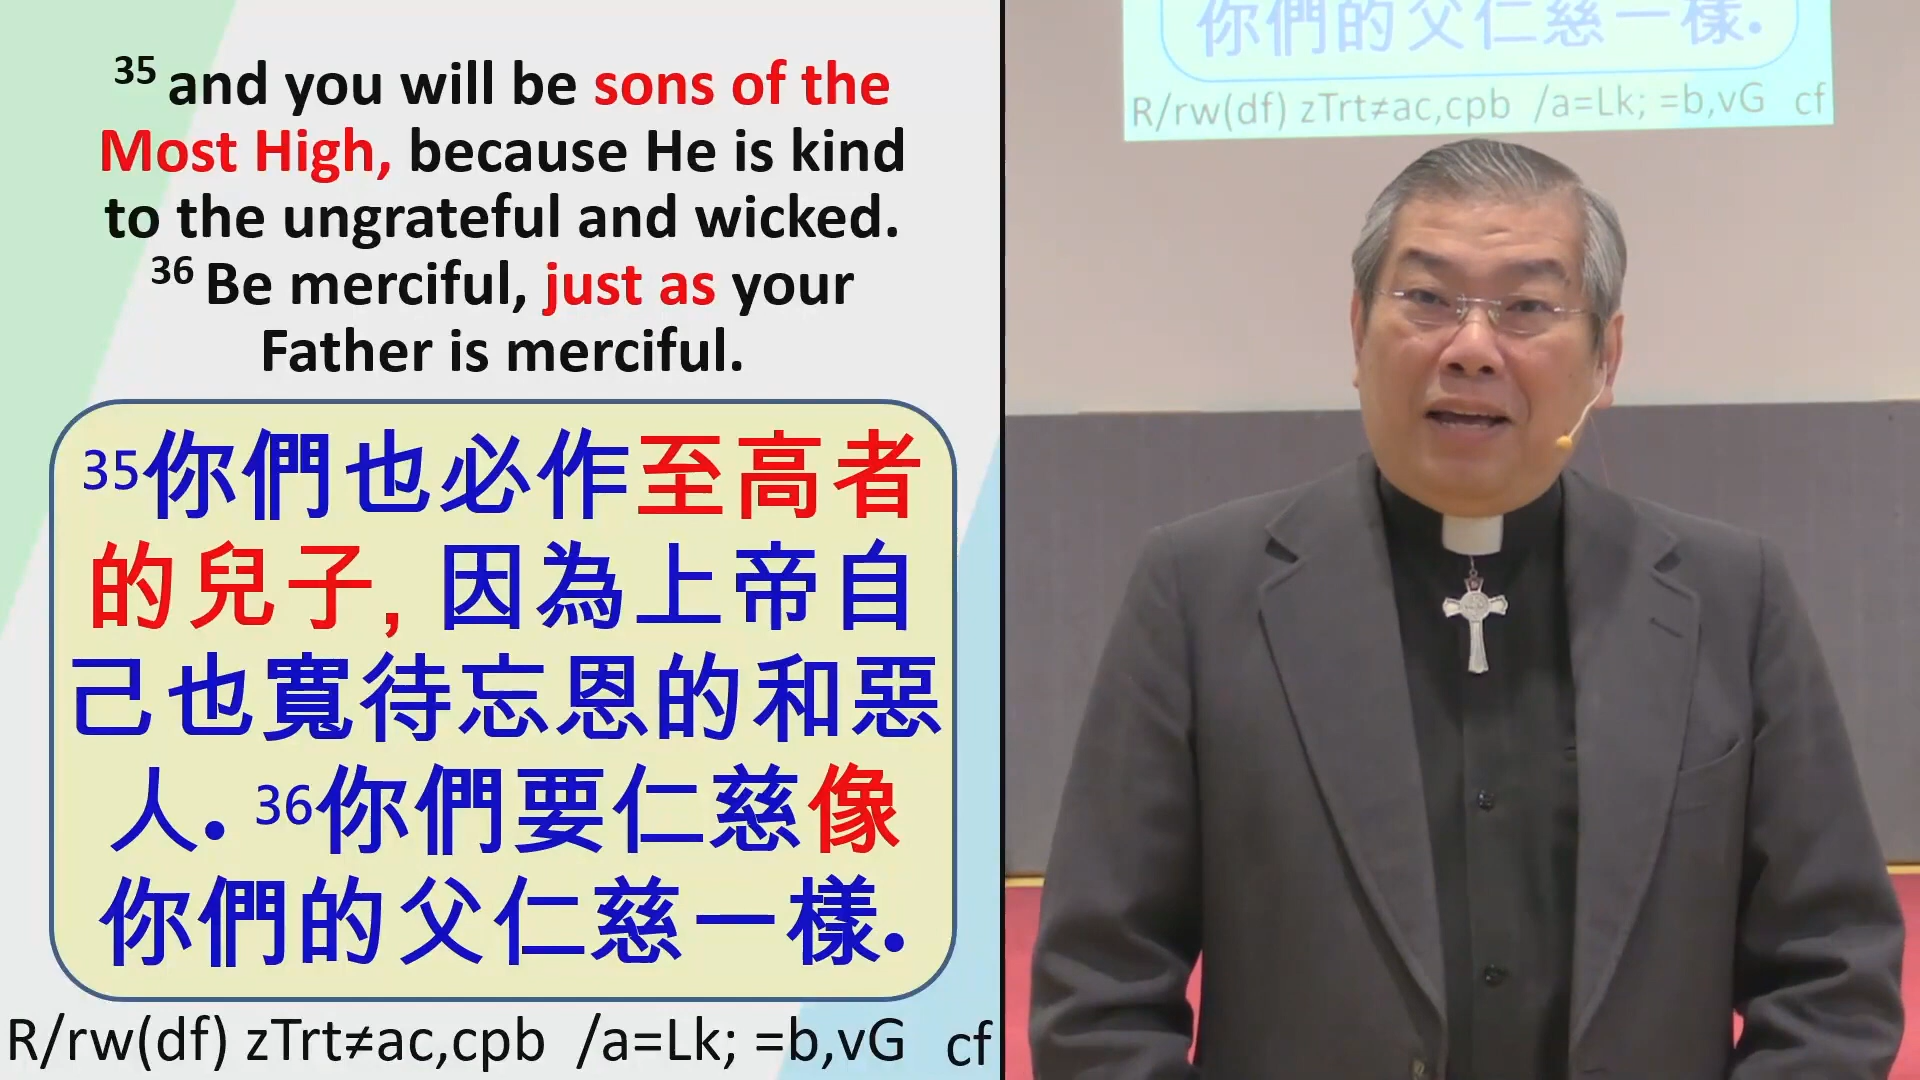 35 and you will be sons of the
Most High, because He is kind
to the ungrateful and wicked.
36 Be merciful, just as your
Father is merciful.
35你們也必作至高者
的兒子, 因為上帝自
己也寬待忘恩的和惡
人. 36你們要仁慈像
你們的父仁慈一樣.
R/rw(df) zTrt≠ac,cpb /a=Lk; =b,vG cf
你們的父仁慈一樣.
R/rw(df) zTrt≠ac,cpb /a=Lk; =b,vG cf